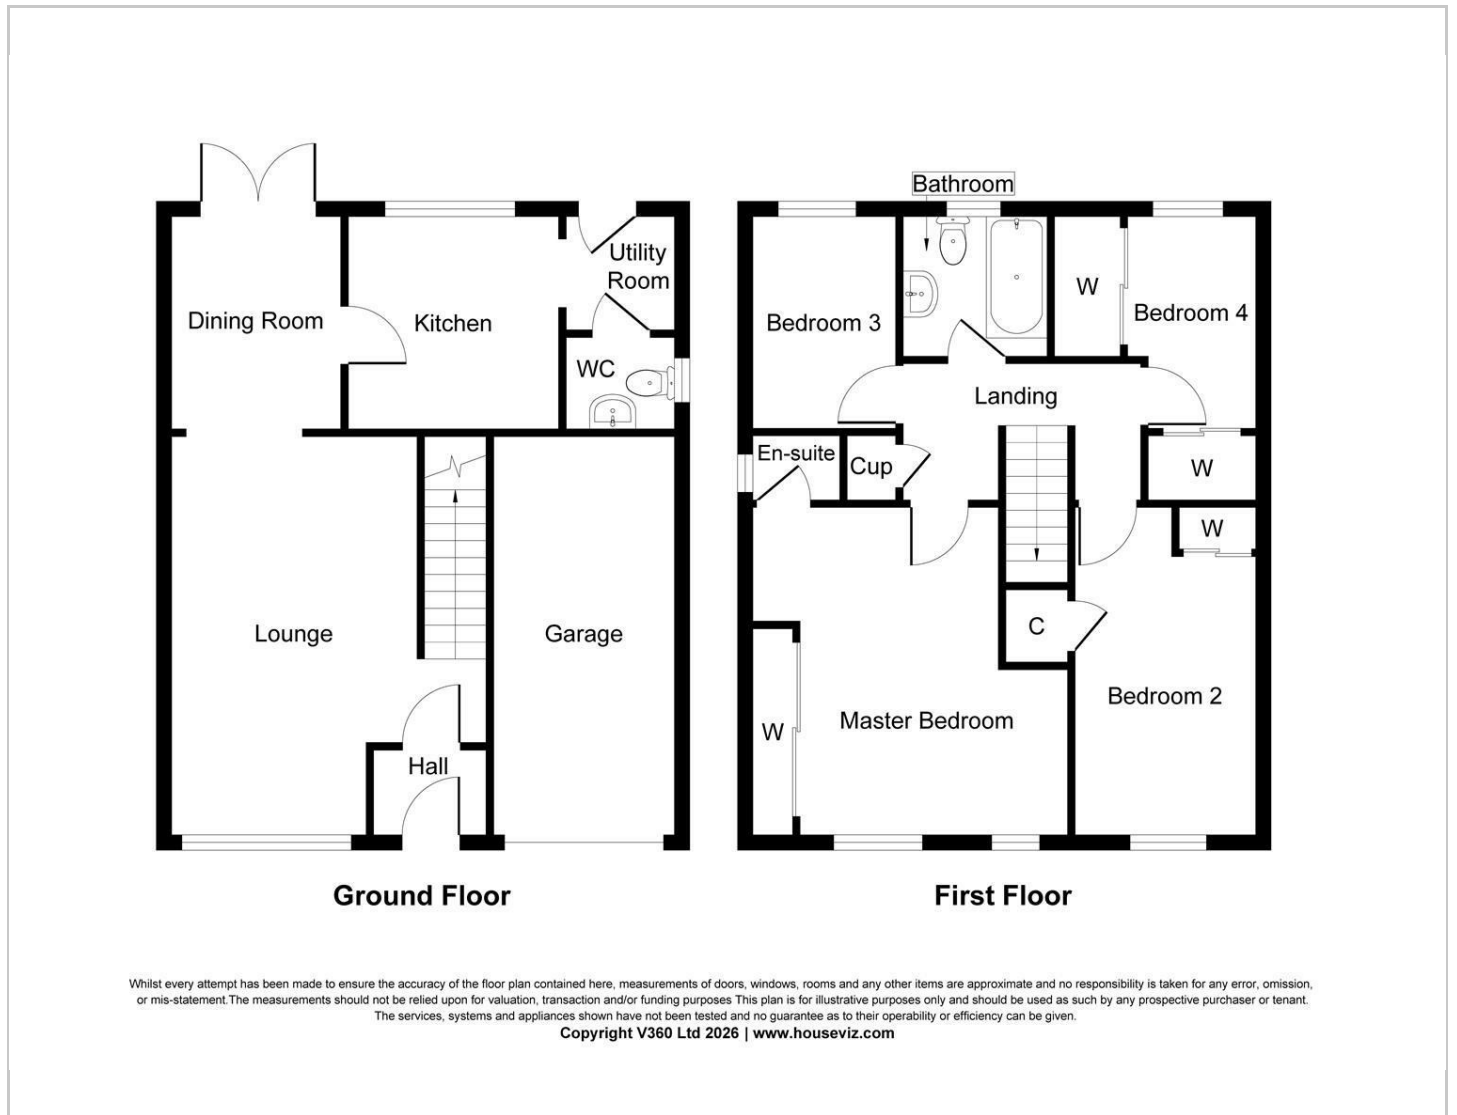 Dining Room
Kitchen
Utility
Room
WC
Lounge
Garage
Hall
Ground Floor
Bathroom
Bedroom 3
W
Bedroom 4
Landing
En-suite
Cup
W
W
C
Bedroom 2
Master Bedroom
W
First Floor
Whilst every attempt has been made to ensure the accuracy of the floor plan contained here, measurements of doors, windows, rooms and any other items are approximate and no responsibility is taken for any error, omission,
or mis-statement.The measurements should not be relied upon for valuation, transaction and/or funding purposes This plan is for illustrative purposes only and should be used as such by any prospective purchaser or tenant.
The services, systems and appliances shown have not been tested and no guarantee as to their operability or efficiency can be given.
Copyright V360 Ltd 2026 | www.houseviz.com